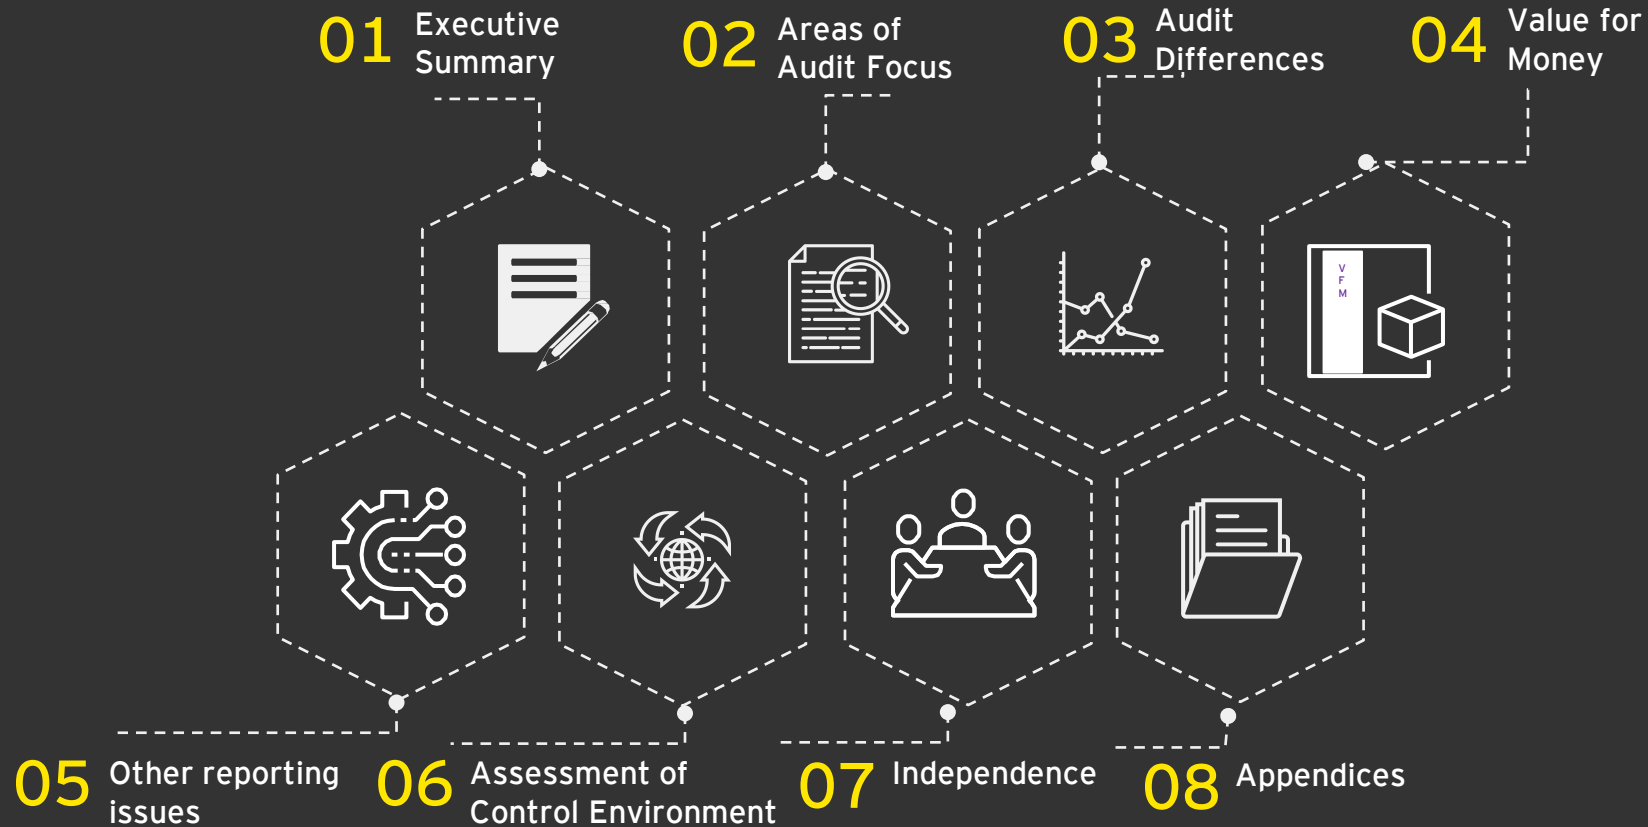 01 Executive
Summary
02 Areas of
Audit Focus
03 Audit
Differences
04 Value for
Money
V
F
M
05 Other reporting
issues
06 Assessment of
Control Environment
07 Independence
08 Appendices